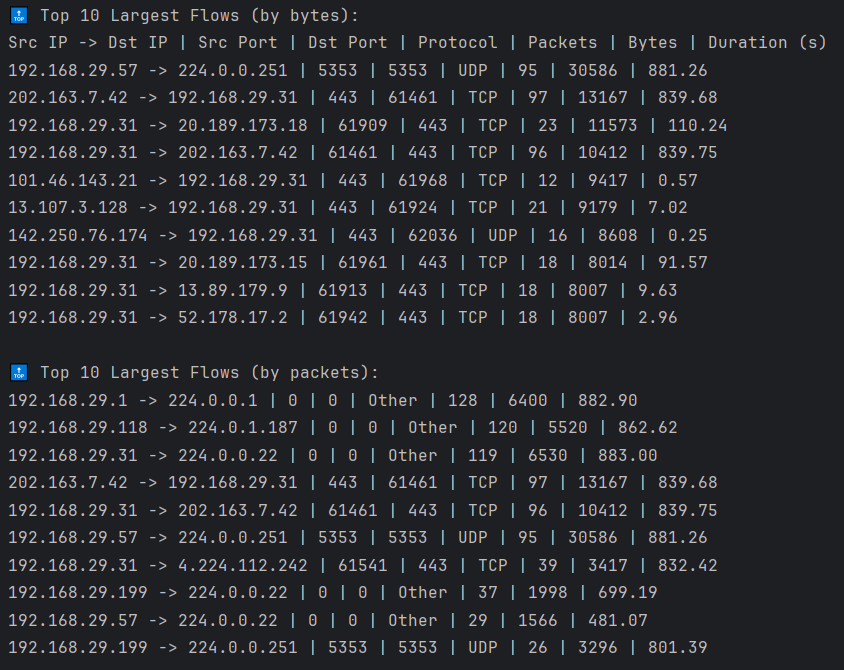 🔝 Top 10 Largest Flows (by bytes):
Src IP -> Dst IP | Src Port | Dst Port | Protocol | Packets | Bytes | Duration (s)
192.168.29.57 -> 224.0.0.251 | 5353 | 5353 | UDP | 95 | 30586 | 881.26
202.163.7.42 -> 192.168.29.31 | 443 | 61461 | TCP | 97 | 13167 | 839.68
192.168.29.31 -> 20.189.173.18 | 61909 | 443 | TCP | 23 | 11573 | 110.24
192.168.29.31 -> 202.163.7.42 | 61461 | 443 | TCP | 96 | 10412 | 839.75
101.46.143.21 -> 192.168.29.31 | 443 | 61968 | TCP | 12 | 9417 | 0.57
13.107.3.128 -> 192.168.29.31 | 443 | 61924 | TCP | 21 | 9179 | 7.02
142.250.76.174 -> 192.168.29.31 | 443 | 62036 | UDP | 16 | 8608 | 0.25
192.168.29.31 -> 20.189.173.15 | 61961 | 443 | TCP | 18 | 8014 | 91.57
192.168.29.31 -> 13.89.179.9 | 61913 | 443 | TCP | 18 | 8007 | 9.63
192.168.29.31 -> 52.178.17.2 | 61942 | 443 | TCP | 18 | 8007 | 2.96
🔝 Top 10 Largest Flows (by packets):
192.168.29.1 -> 224.0.0.1 | 0 | 0 | Other | 128 | 6400 | 882.90
192.168.29.118 -> 224.0.1.187 | 0 | 0 | Other | 120 | 5520 | 862.62
192.168.29.31 -> 224.0.0.22 | 0 | 0 | Other | 119 | 6530 | 883.00
202.163.7.42 -> 192.168.29.31 | 443 | 61461 | TCP | 97 | 13167 | 839.68
192.168.29.31 -> 202.163.7.42 | 61461 | 443 | TCP | 96 | 10412 | 839.75
192.168.29.57 -> 224.0.0.251 | 5353 | 5353 | UDP | 95 | 30586 | 881.26
192.168.29.31 -> 4.224.112.242 | 61541 | 443 | TCP | 39 | 3417 | 832.42
192.168.29.199 -> 224.0.0.22 | 0 | 0 | Other | 37 | 1998 | 699.19
192.168.29.57 -> 224.0.0.22 | 0 | 0 | Other | 29 | 1566 | 481.07
192.168.29.199 -> 224.0.0.251 | 5353 | 5353 | UDP | 26 | 3296 | 801.39